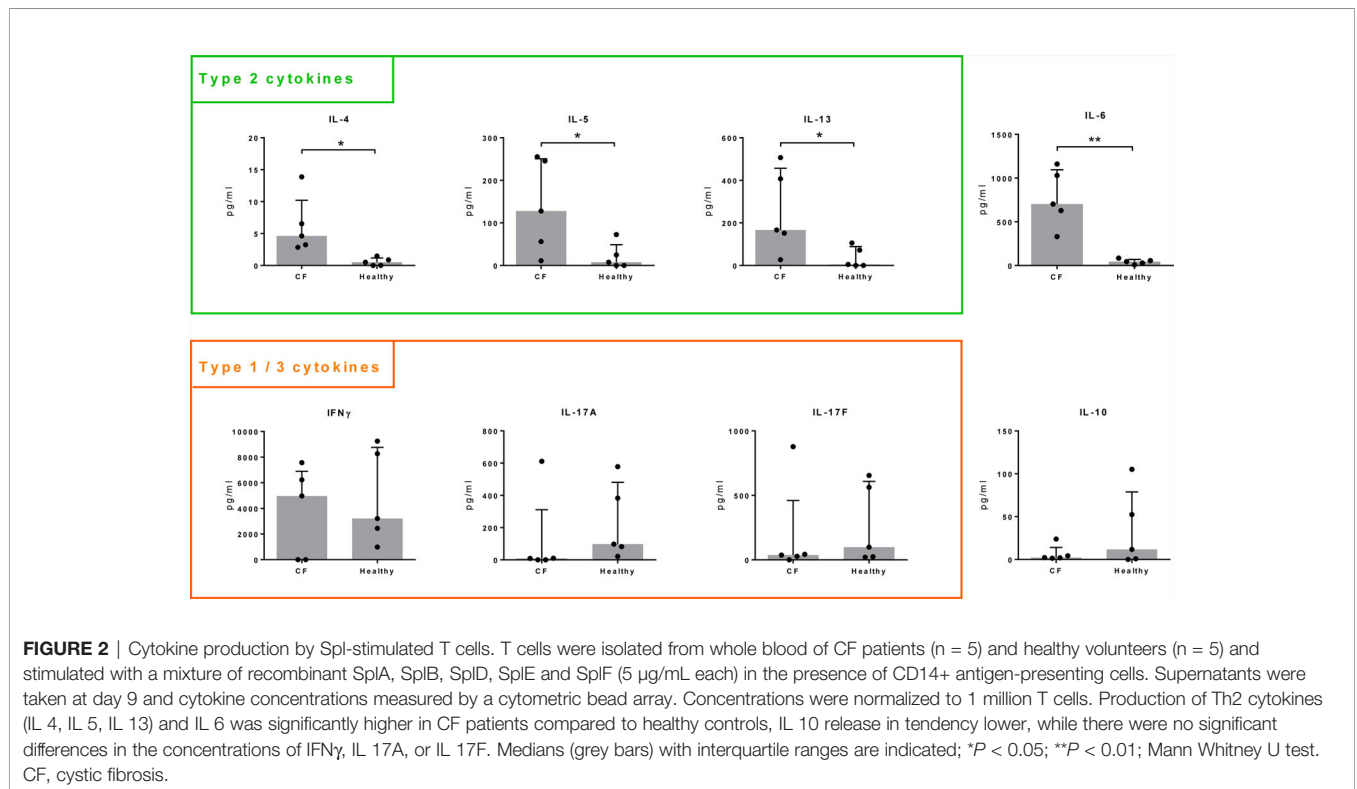 Type 2 cytokines
IL-4
20
15
10
5
0
pg/ml
*
CF
Healthy
IL-5
300
200
100
0
pg/ml
*
CF
Healthy
IL-13
600
400
200
0
pg/ml
*
CF
Healthy
IL-6
1500
1000
500
0
pg/ml
**
CF
Healthy
Type 1 / 3 cytokines
IFNγ
10000
8000
6000
4000
2000
0
pg/ml
CF
Healthy
IL-17A
800
600
400
200
0
pg/ml
CF
Healthy
IL-17F
1000
500
0
pg/ml
CF
Healthy
IL-10
150
100
50
0
pg/ml
CF
Healthy
FIGURE 2 | Cytokine production by Spl-stimulated T cells. T cells were isolated from whole blood of CF patients (n = 5) and healthy volunteers (n = 5) and
stimulated with a mixture of recombinant SplA, SplB, SplD, SplE and SplF (5 µg/mL each) in the presence of CD14+ antigen-presenting cells. Supernatants were
taken at day 9 and cytokine concentrations measured by a cytometric bead array. Concentrations were normalized to 1 million T cells. Production of Th2 cytokines
(IL 4, IL 5, IL 13) and IL 6 was significantly higher in CF patients compared to healthy controls, IL 10 release in tendency lower, while there were no significant
differences in the concentrations of IFNγ, IL 17A, or IL 17F. Medians (grey bars) with interquartile ranges are indicated; *P < 0.05; **P < 0.01; Mann Whitney U test.
CF, cystic fibrosis.